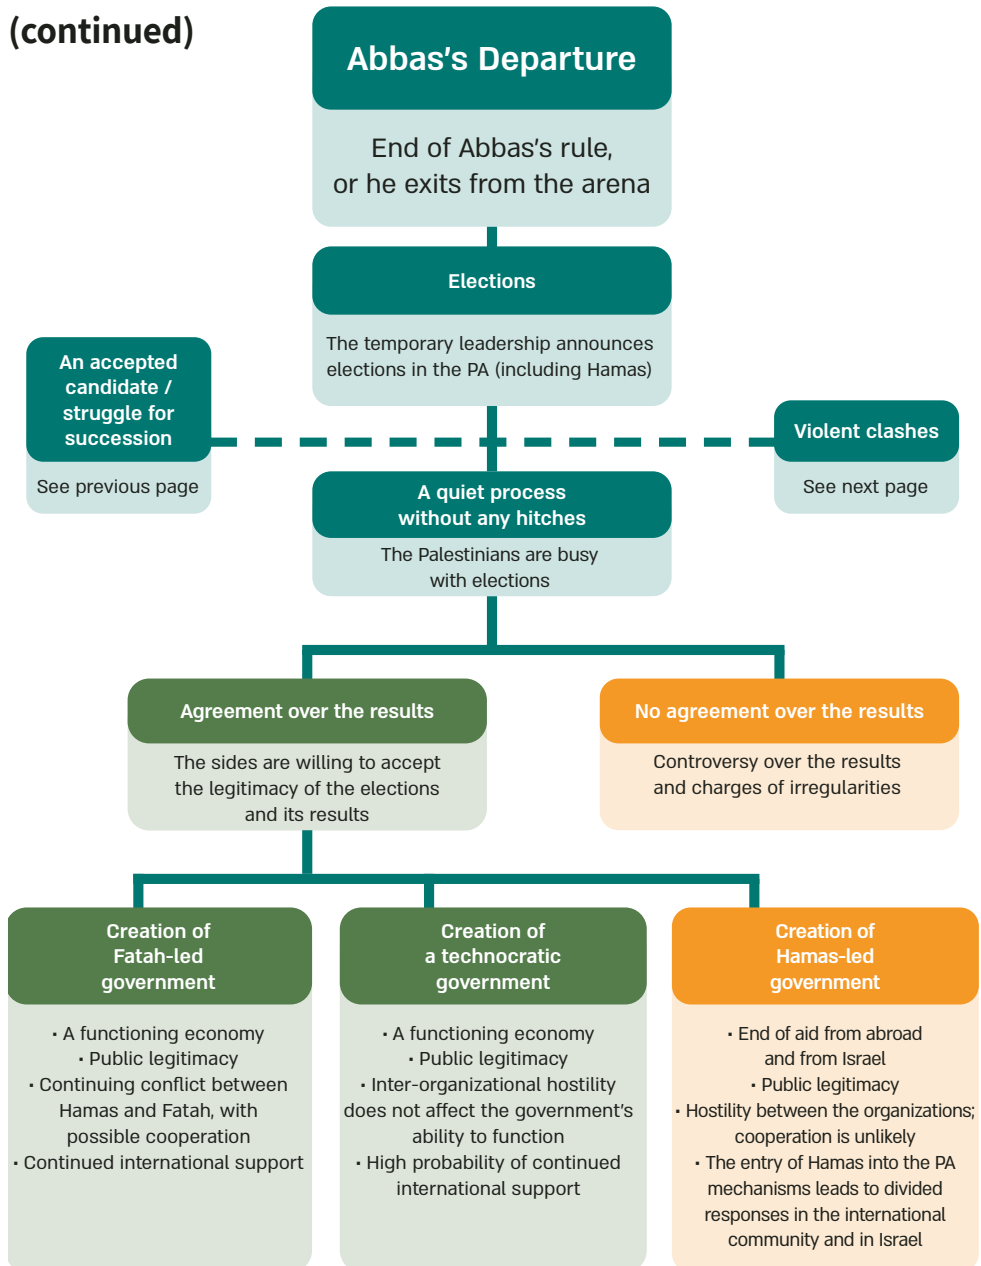 (continued)
Abbas's Departure
End of Abbas's rule,
or he exits from the arena
Elections
The temporary leadership announces
elections in the PA (including Hamas)
An accepted
candidate /
struggle for
succession
See previous page
Violent clashes
See next page
A quiet process
without any hitches
The Palestinians are busy
with elections
Agreement over the results
The sides are willing to accept
the legitimacy of the elections
and its results
No agreement over the results
Controversy over the results
and charges of irregularities
Creation of
Fatah-led
government
· A functioning economy
· Public legitimacy
· Continuing conflict between
Hamas and Fatah, with
possible cooperation
· Continued international support
Creation of
a technocratic
government
· A functioning economy
· Public legitimacy
· Inter-organizational hostility
does not affect the government's
ability to function
· High probability of continued
international support
Creation of
Hamas-led
government
· End of aid from abroad
and from Israel
· Public legitimacy
· Hostility between the organizations;
cooperation is unlikely
· The entry of Hamas into the PA
mechanisms leads to divided
responses in the international
community and in Israel